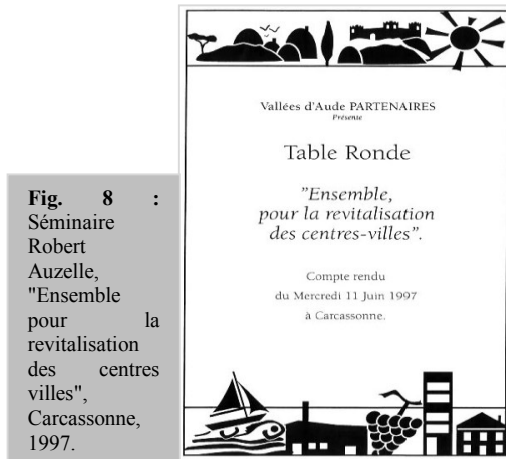 Fig. 8 :
Séminaire
Robert
Auzelle,
"Ensemble
pour la
revitalisation
des centres
villes",
Carcassonne,
1997.
Vallées d'Aude PARTENAIRES
Présente
Table Ronde
"Ensemble,
pour la revitalisation
des centres-villes".
Compte rendu
du Mercredi 11 Juin 1997
à Carcassonne.